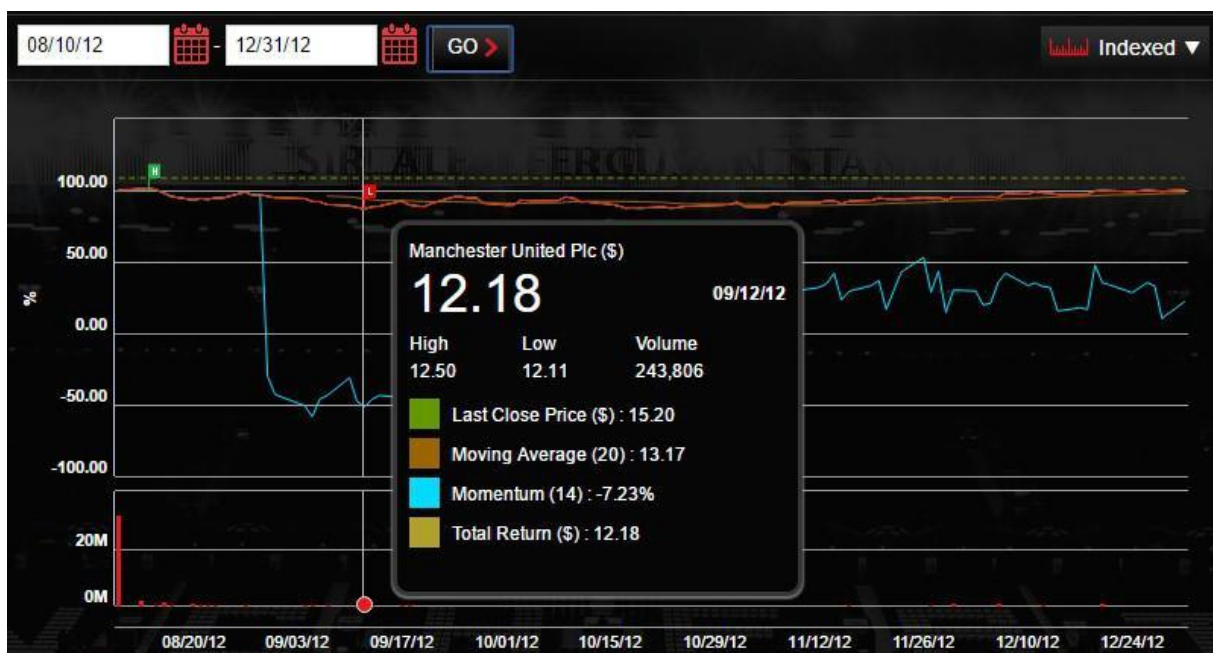 08/10/12 - 12/31/12 GO > Indexed ▼
SIR ALEX FERGUSON STAND
H
100.00
L
50.00
%
0.00
-50.00
-100.00
20M
0M
Manchester United Plc ($)
12.18 09/12/12
High Low Volume
12.50 12.11 243,806
Last Close Price ($) : 15.20
Moving Average (20) : 13.17
Momentum (14) : -7.23%
Total Return ($) : 12.18
08/20/12 09/03/12 09/17/12 10/01/12 10/15/12 10/29/12 11/12/12 11/26/12 12/10/12 12/24/12